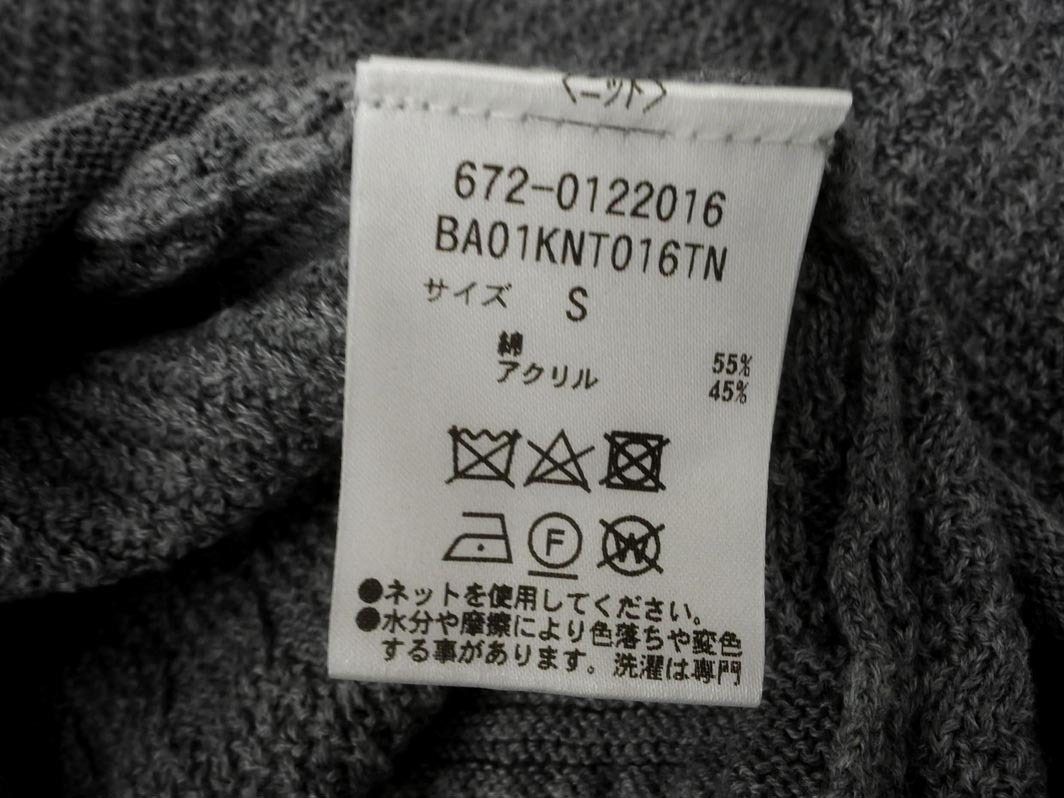 〈ニット〉
672-0122016
BA01KNT016TN
サイズ S
綿 55%
アクリル 45%
F W
●ネットを使用してください。
●水分や摩擦により色落ちや変色
する事があります。洗濯は専門